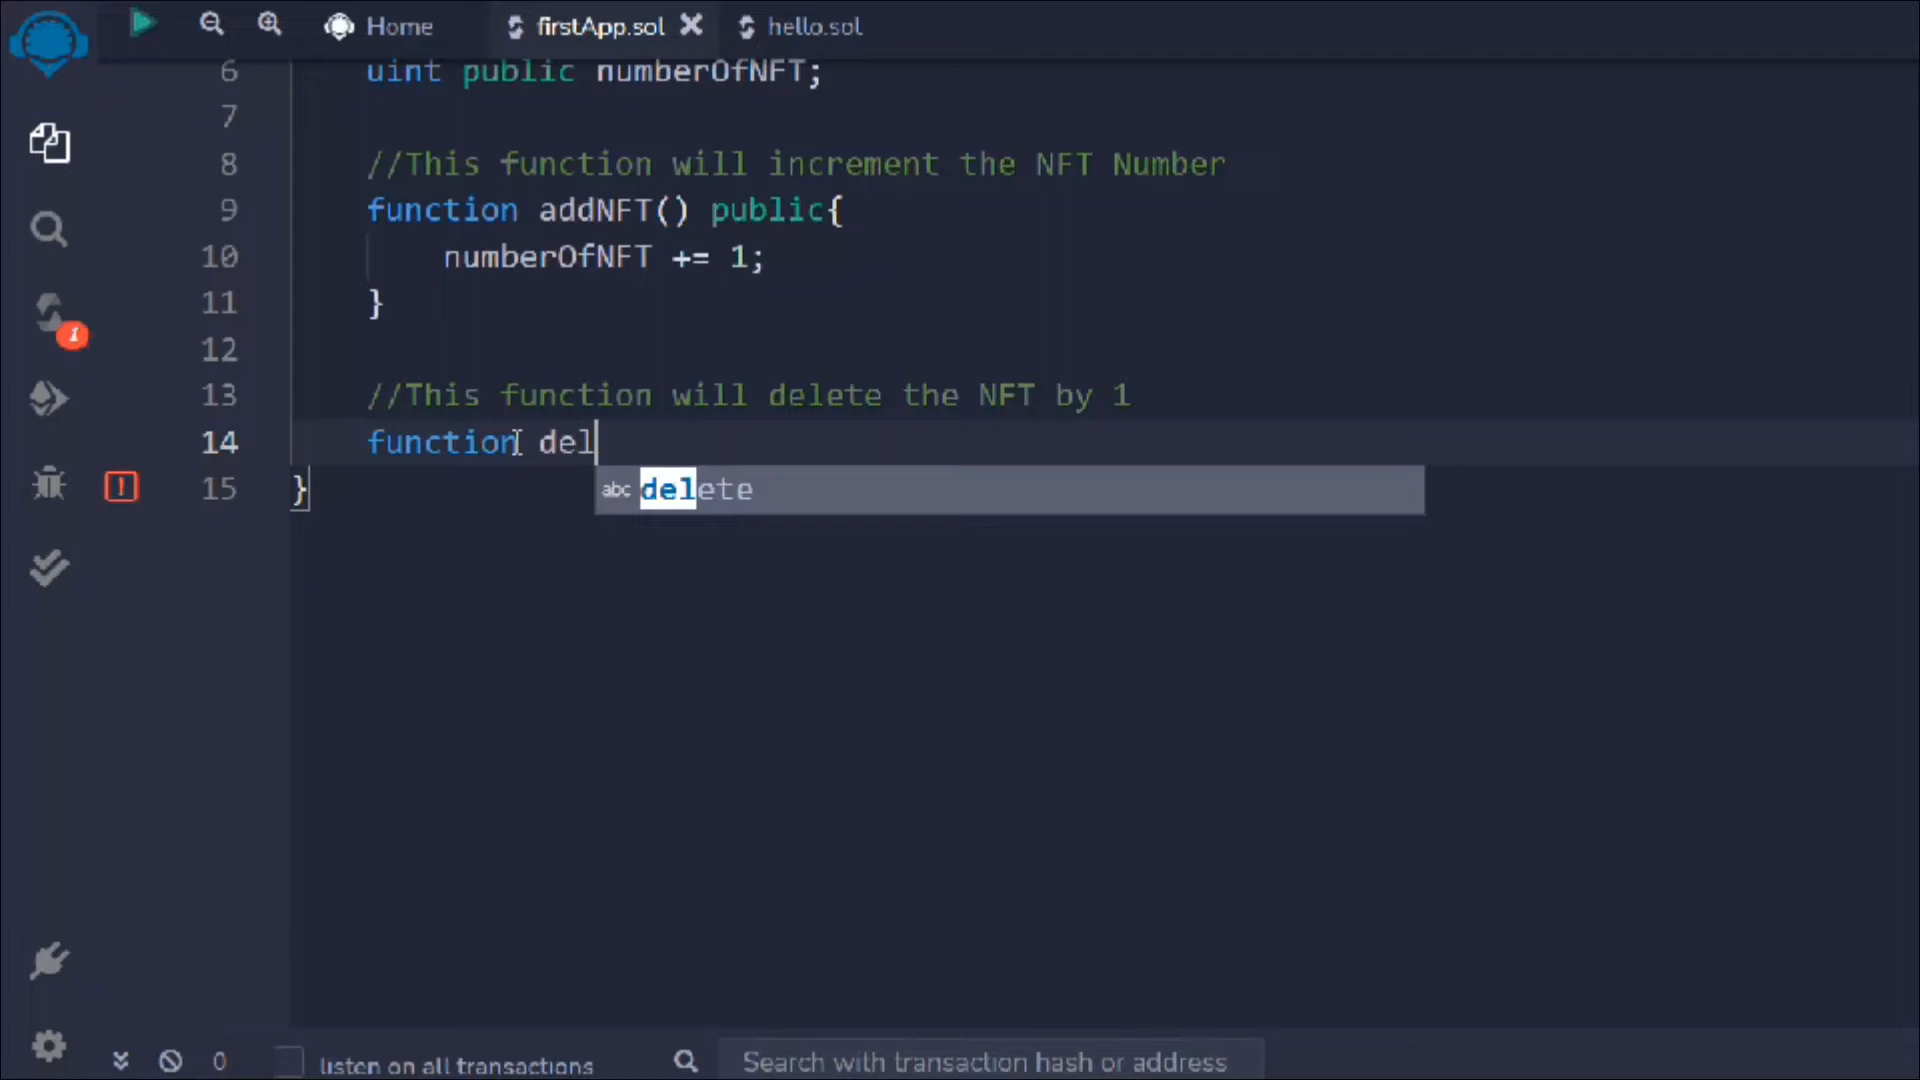 Home firstApp.sol hello.sol
6 uint public numberOfNFT;
7
8 //This function will increment the NFT Number
9 function addNFT() public{
10 numberOfNFT += 1;
11 }
12
13 //This function will delete the NFT by 1
14 function del
abc delete
15 }
1
0 listen on all transactions Search with transaction hash or address